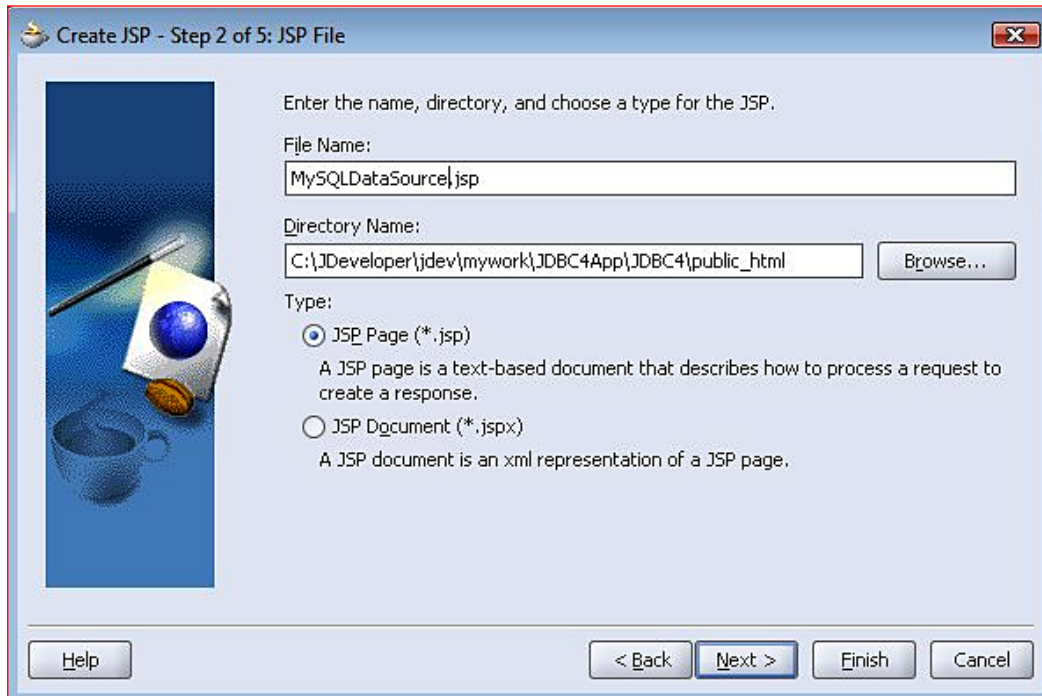 Create JSP - Step 2 of 5: JSP File
Enter the name, directory, and choose a type for the JSP.
File Name:
MySQLDataSource.jsp
Directory Name:
C:\JDeveloper\jdev\mywork\JDBC4App\JDBC4\public_html
Browse...
Type:
JSP Page (*.jsp)
A JSP page is a text-based document that describes how to process a request to
create a response.
JSP Document (*.jspx)
A JSP document is an xml representation of a JSP page.
Help
< Back
Next >
Finish
Cancel